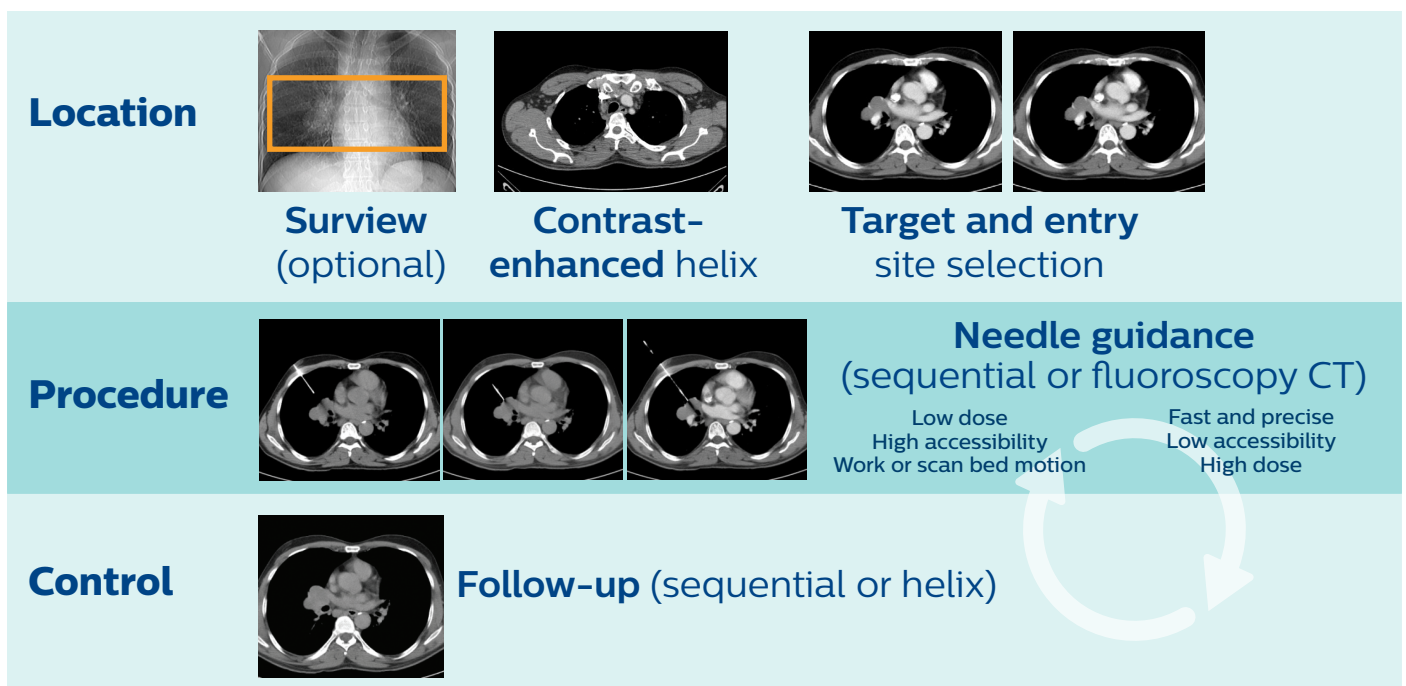 Location
Surview
(optional)
Contrast-
enhanced helix
Target and entry
site selection
Procedure
Needle guidance
(sequential or fluoroscopy CT)
Low dose
High accessibility
Work or scan bed motion
Fast and precise
Low accessibility
High dose
Control
Follow-up (sequential or helix)